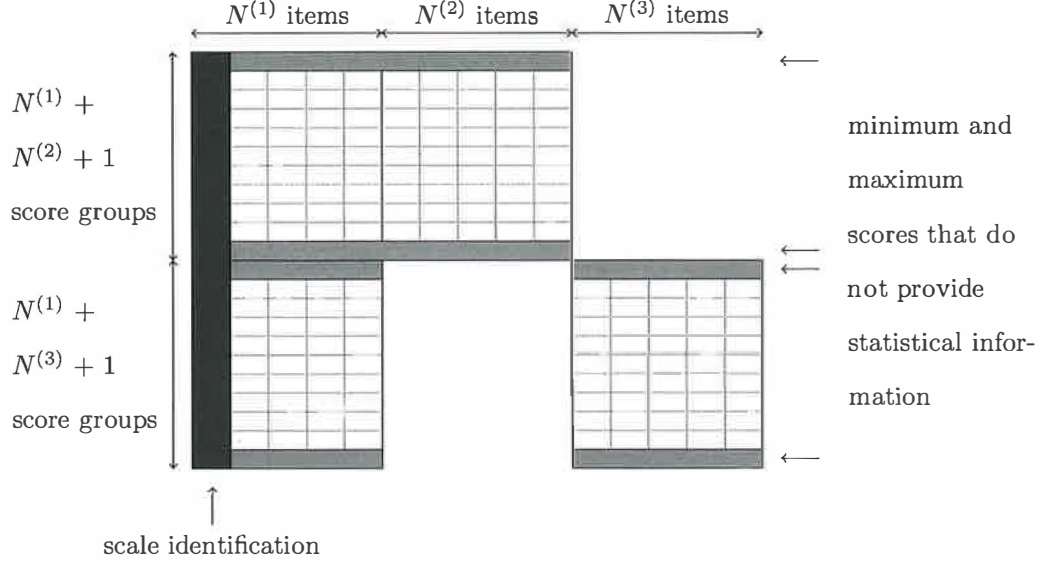 N^{(1)} items N^{(2)} items N^{(3)} items
N^{(1)} +
N^{(2)} + 1
score groups
N^{(1)} +
N^{(3)} + 1
score groups
minimum and
maximum
scores that do
not provide
statistical infor-
mation
scale identification